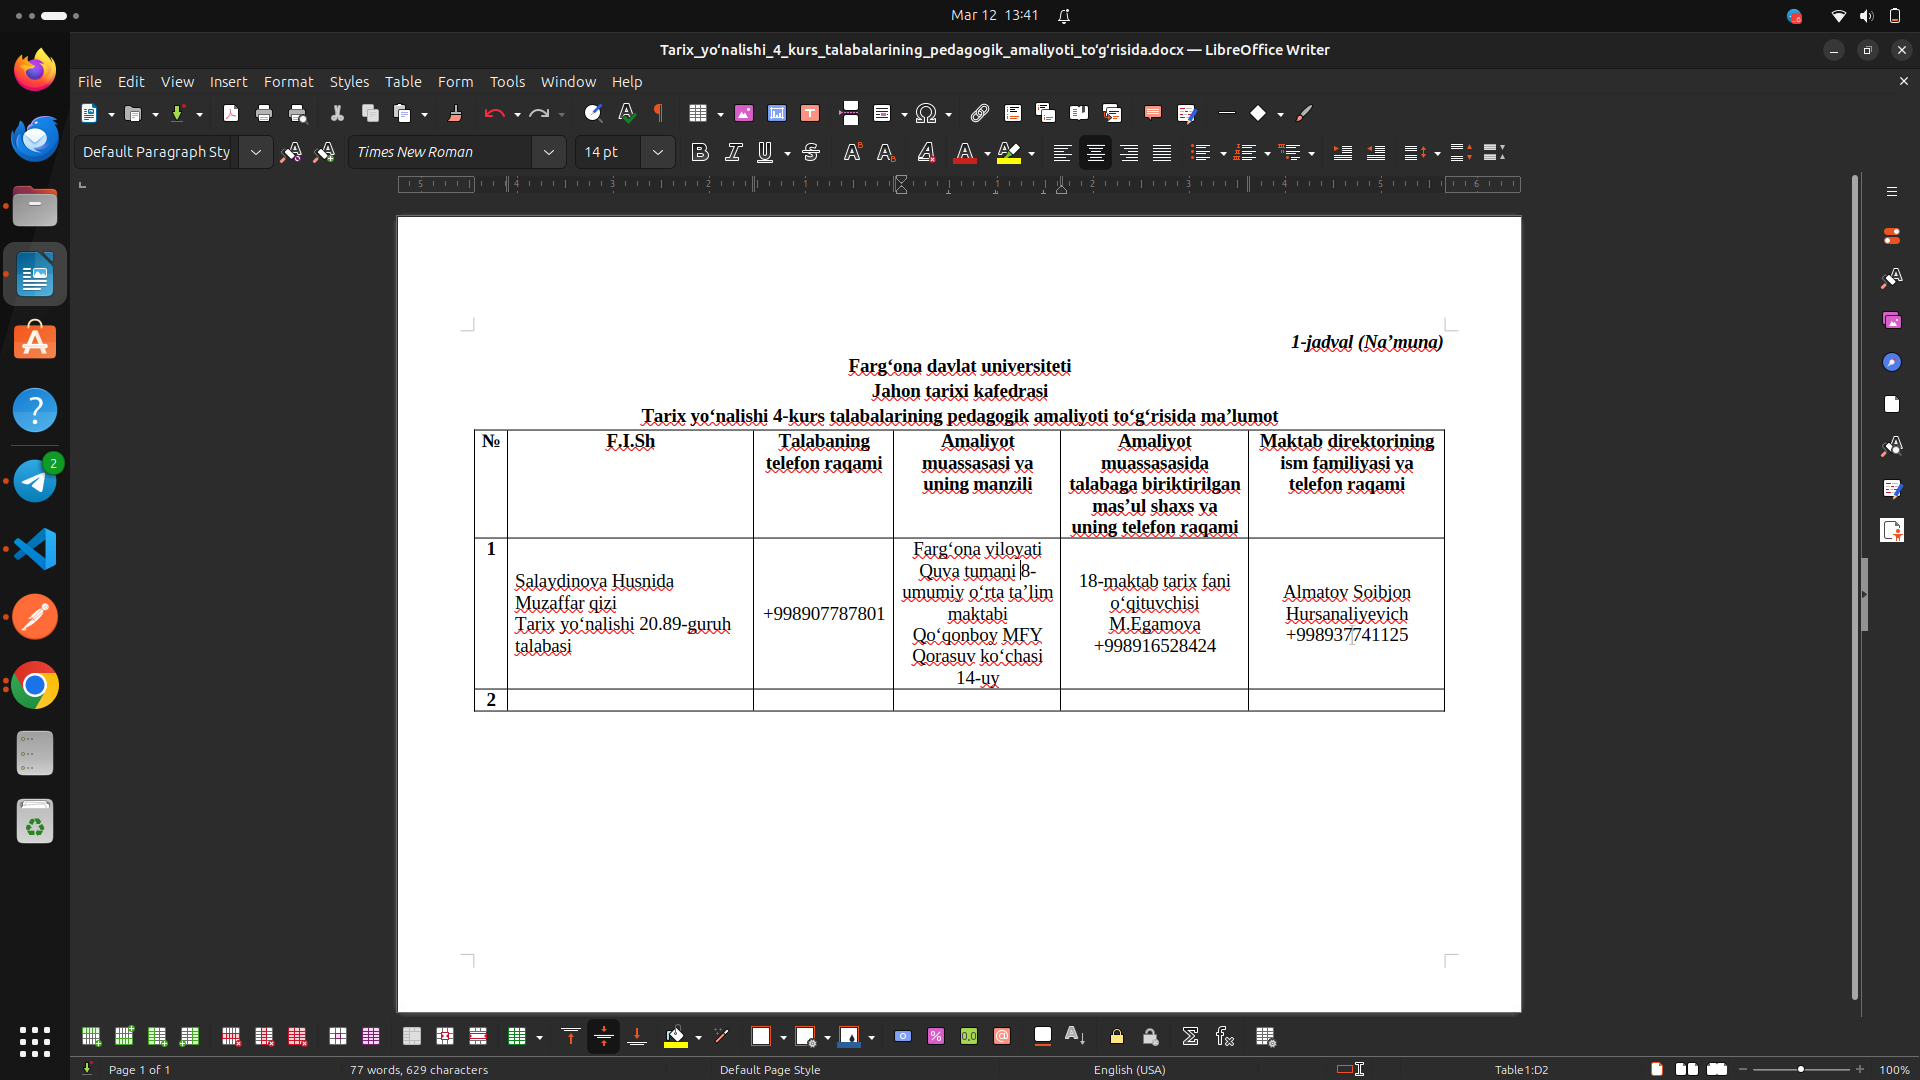 Mar 12 13:41
Tarix_yo‘nalishi_4_kurs_talabalarining_pedagogik_amaliyoti_to‘g‘risida.docx — LibreOffice Writer
File Edit View Insert Format Styles Table Form Tools Window Help
Default Paragraph Sty
Times New Roman
14 pt
1-jadval (Na’muna)
Farg‘ona davlat universiteti
Jahon tarixi kafedrasi
Tarix yo‘nalishi 4-kurs talabalarining pedagogik amaliyoti to‘g‘risida ma’lumot
№
F.I.Sh
Talabaning
telefon raqami
Amaliyot
muassasasi va
uning manzili
Amaliyot
muassasasida
talabaga biriktirilgan
mas’ul shaxs va
uning telefon raqami
Maktab direktorining
ism familiyasi va
telefon raqami
1
Salaydinova Husnida
Muzaffar qizi
Tarix yo‘nalishi 20.89-guruh
talabasi
+998907787801
Farg‘ona viloyati
Quva tumani 8-
umumiy o‘rta ta’lim
maktabi
Qo‘qonboy MFY
Qorasuv ko‘chasi
14-uy
18-maktab tarix fani
o‘qituvchisi
M.Egamova
+998916528424
Almatov Soibjon
Hursanaliyevich
+998937741125
2
Page 1 of 1
77 words, 629 characters
Default Page Style
English (USA)
Table1:D2
100%